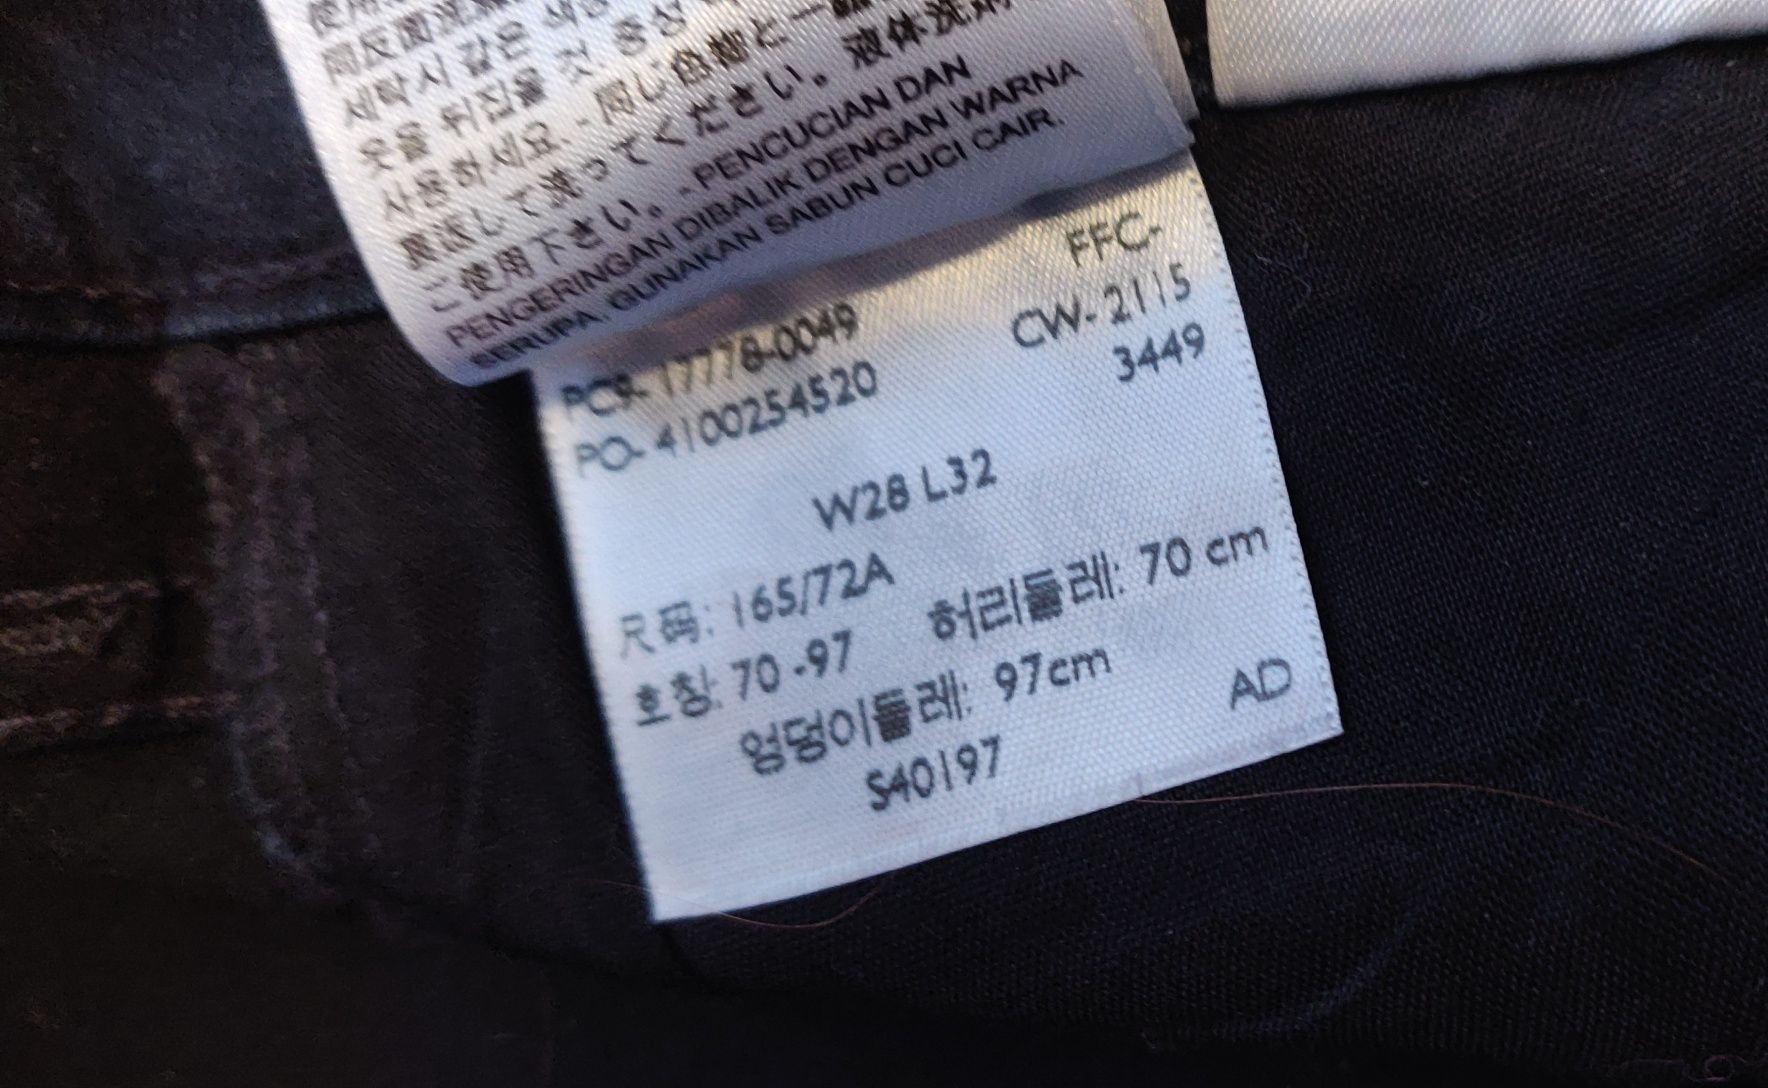 同反面洗
세탁시 같은 색상
옷을 뒤집을 것 중성
사용하세요. - 同じ色物と一緒
裏返して洗ってください。液体洗剤
ご使用下さい。 - PENCUCIAN DAN
PENGERINGAN DIBALIK DENGAN WARNA
SERUPA, GUNAKAN SABUN CUCI CAIR.
FFC-
PC9- 17778-0049 CW- 2115
PO- 4100254520 3449
W28 L32
尺码: 165/72A
호칭: 70 -97 허리둘레: 70 cm
엉덩이둘레: 97cm
S40197 AD